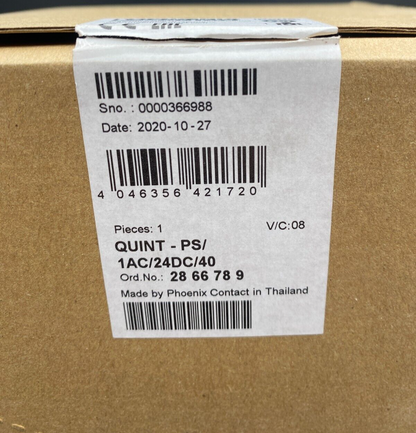 Sno. : 0000366988
Date: 2020-10-27
4 046356 421720
Pieces: 1 V/C:08
QUINT - PS/
1AC/24DC/40
Ord.No.: 28 66 78 9
Made by Phoenix Contact in Thailand